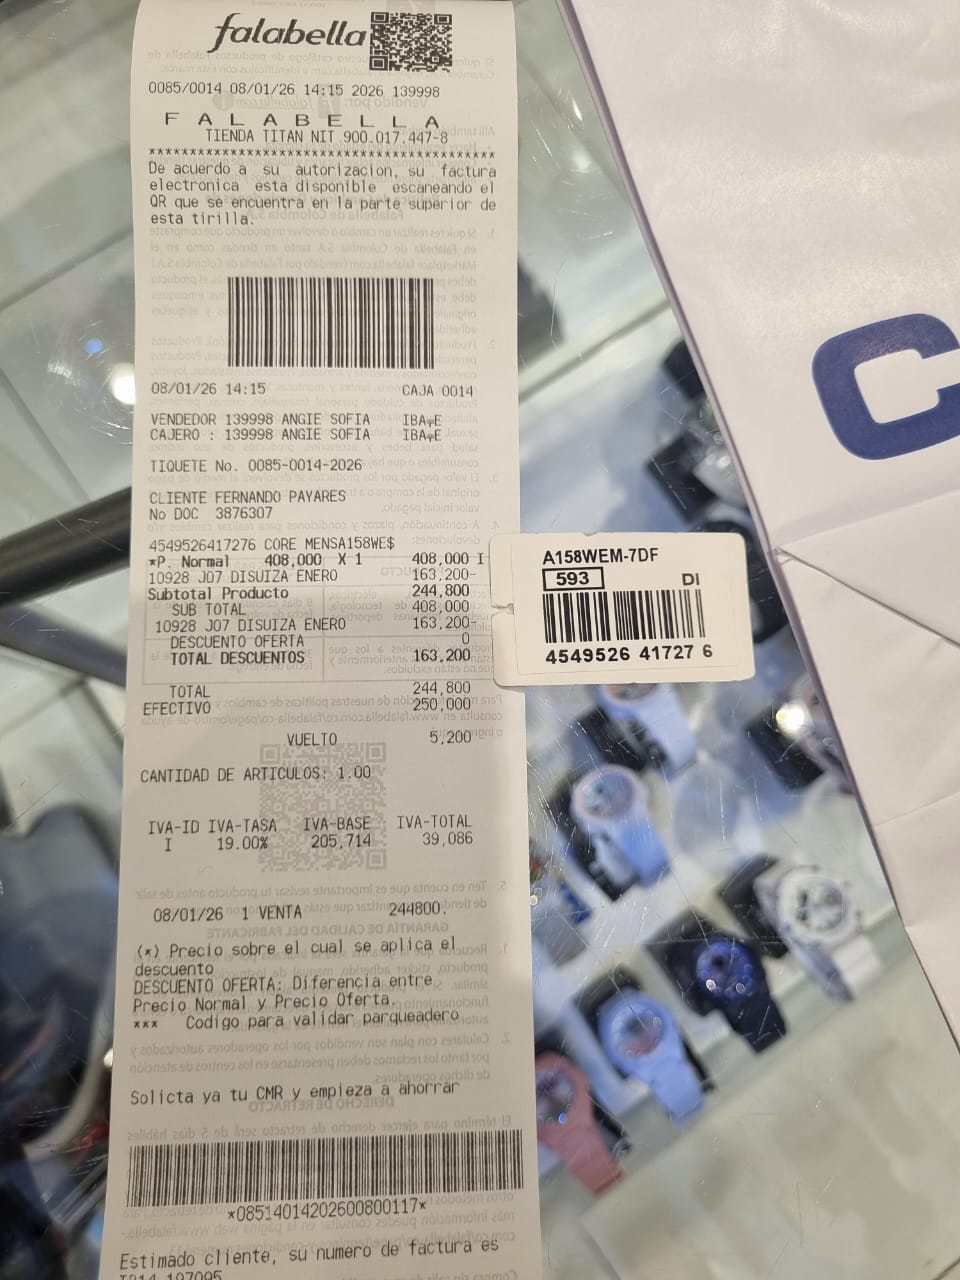 falabella
0085/0014 08/01/26 14:15 2026 139998
F A L A B E L L A
TIENDA TITAN NIT 900.017.447-8
******************************************
De acuerdo a su autorizacion, su factura
electronica esta disponible escaneando el
QR que se encuentra en la parte superior de
esta tirilla.
08/01/26 14:15 CAJA 0014
VENDEDOR 139998 ANGIE SOFIA
CAJERO : 139998 ANGIE SOFIA
TIQUETE No. 0085-0014-2026
CLIENTE FERNANDO PAYARES
No DOC 3876307
4549526417276 CORE MENSA158WE$
*P. Normal 408,000 X 1 408,000 I
10928 J07 DISUIZA ENERO 163,200-
Subtotal Producto 244,800
SUB TOTAL 408,000
10928 J07 DISUIZA ENERO 163,200-
DESCUENTO OFERTA 0
TOTAL DESCUENTOS 163,200
TOTAL 244,800
EFECTIVO 250,000
VUELTO 5,200
CANTIDAD DE ARTICULOS: 1.00
IVA-ID IVA-TASA IVA-BASE IVA-TOTAL
I 19.00% 205,714 39,086
08/01/26 1 VENTA 244800.
(*) Precio sobre el cual se aplica el
descuento
DESCUENTO OFERTA: Diferencia entre
Precio Normal y Precio Oferta.
*** Codigo para validar parqueadero
Solicta ya tu CMR y empieza a ahorrar
*08514014202600800117*
Estimado cliente, su numero de factura es
A158WEM-7DF
593 DI
4549526 41727 6
C